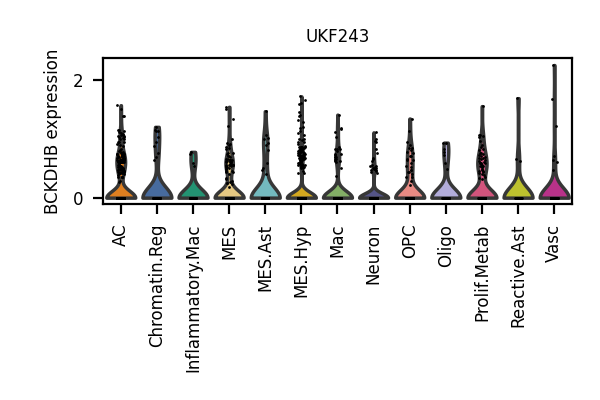 UKF243
BCKDHB expression
2
0
AC
Chromatin.Reg
Inflammatory.Mac
MES
MES.Ast
MES.Hyp
Mac
Neuron
OPC
Oligo
Prolif.Metab
Reactive.Ast
Vasc